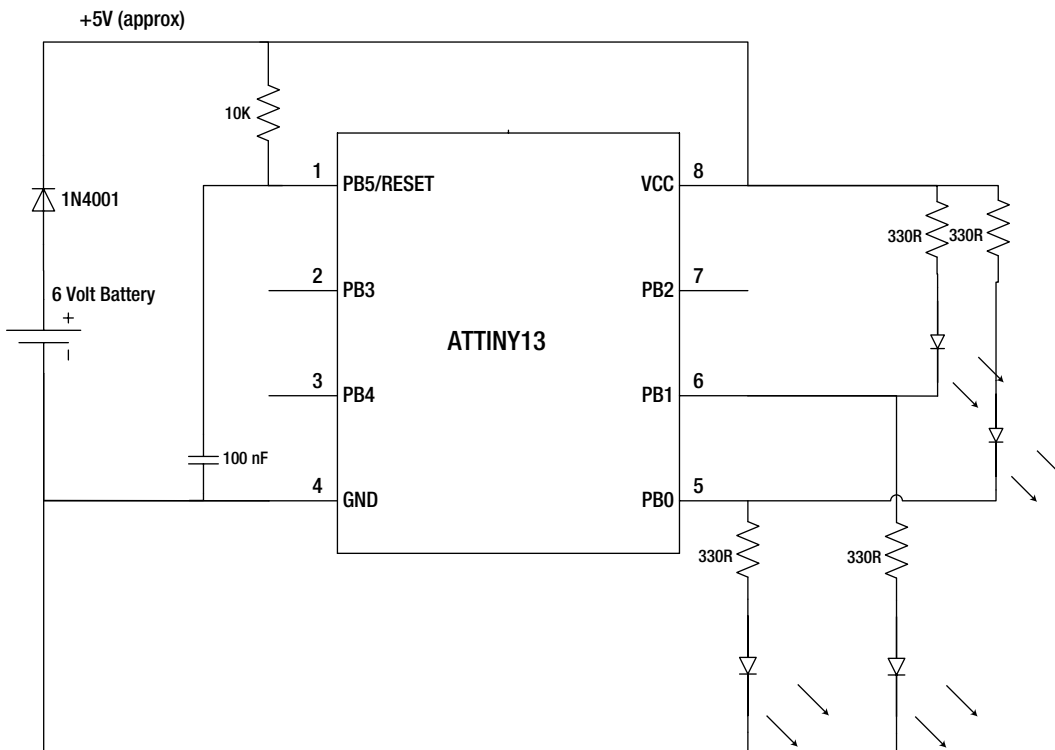 +5V (approx)
10K
1N4001
6 Volt Battery
+
–
100 nF
1
PB5/RESET
2
PB3
3
PB4
4
GND
ATTINY13
VCC
8
PB2
7
PB1
6
PB0
5
330R
330R
330R
330R